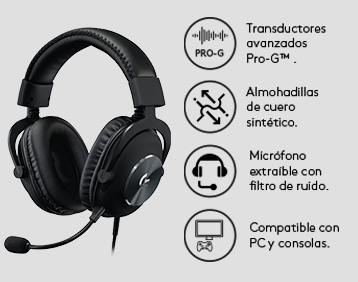 Transductores
avanzados
Pro-G™ .
PRO-G
Almohadillas
de cuero
sintético.
Micrófono
extraíble con
filtro de ruido.
Compatible con
PC y consolas.